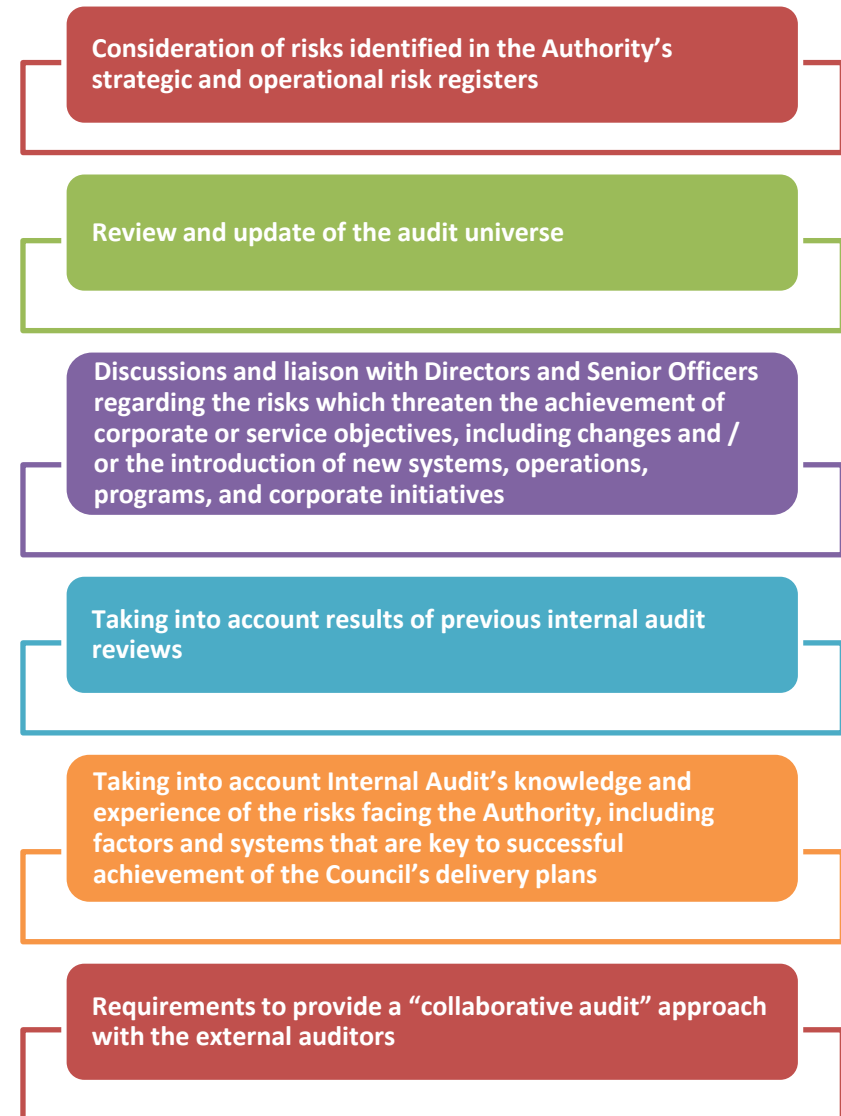 Consideration of risks identified in the Authority’s
strategic and operational risk registers
Review and update of the audit universe
Discussions and liaison with Directors and Senior Officers
regarding the risks which threaten the achievement of
corporate or service objectives, including changes and /
or the introduction of new systems, operations,
programs, and corporate initiatives
Taking into account results of previous internal audit
reviews
Taking into account Internal Audit’s knowledge and
experience of the risks facing the Authority, including
factors and systems that are key to successful
achievement of the Council’s delivery plans
Requirements to provide a “collaborative audit” approach
with the external auditors